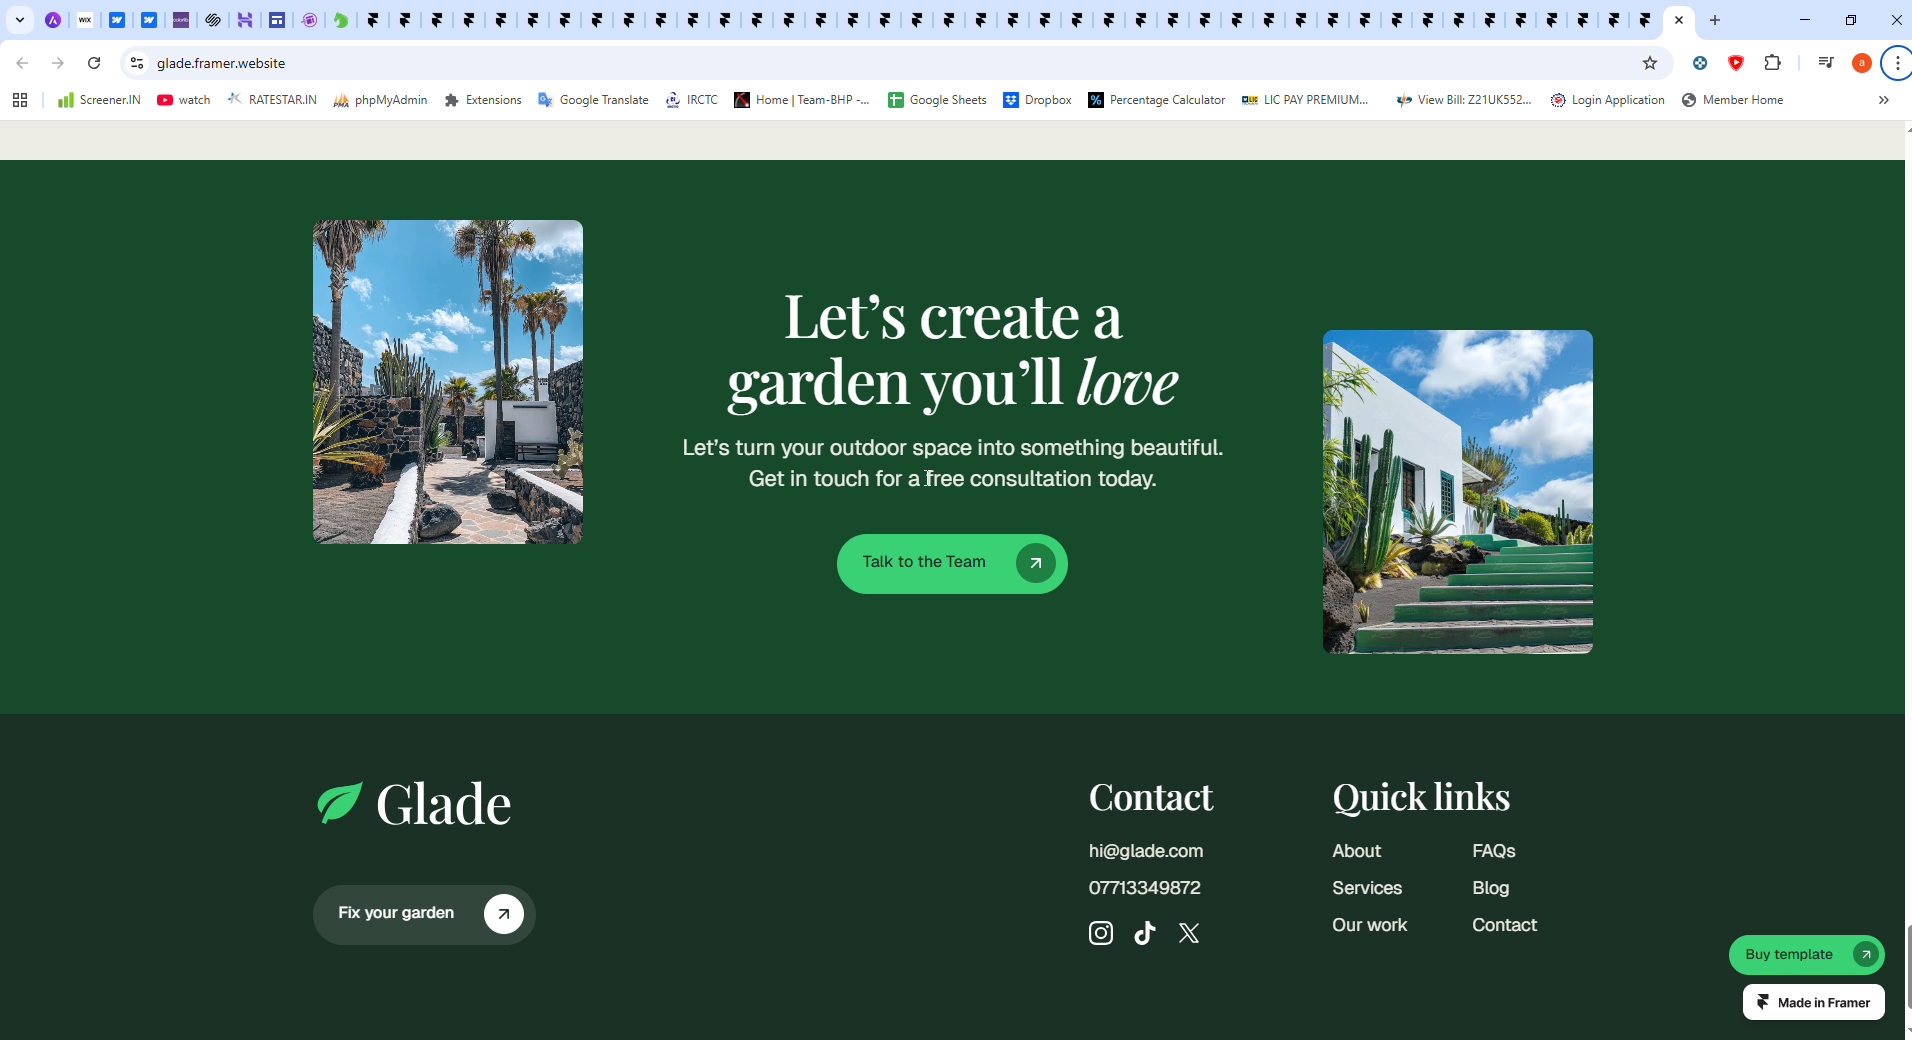 WIX
colorlib
glade.framer.website
a
Screener.IN
watch
RATESTAR.IN
PMA
phpMyAdmin
Extensions
Google Translate
IRCTC
Home | Team-BHP -...
Google Sheets
Dropbox
%
Percentage Calculator
LIC
LIC PAY PREMIUM...
View Bill: Z21UK552...
Login Application
Member Home
Let’s create a
garden you’ll love
Let’s turn your outdoor space into something beautiful.
Get in touch for a free consultation today.
Talk to the Team
Glade
Fix your garden
Contact
hi@glade.com
07713349872
Quick links
About
FAQs
Services
Blog
Our work
Contact
Buy template
Made in Framer